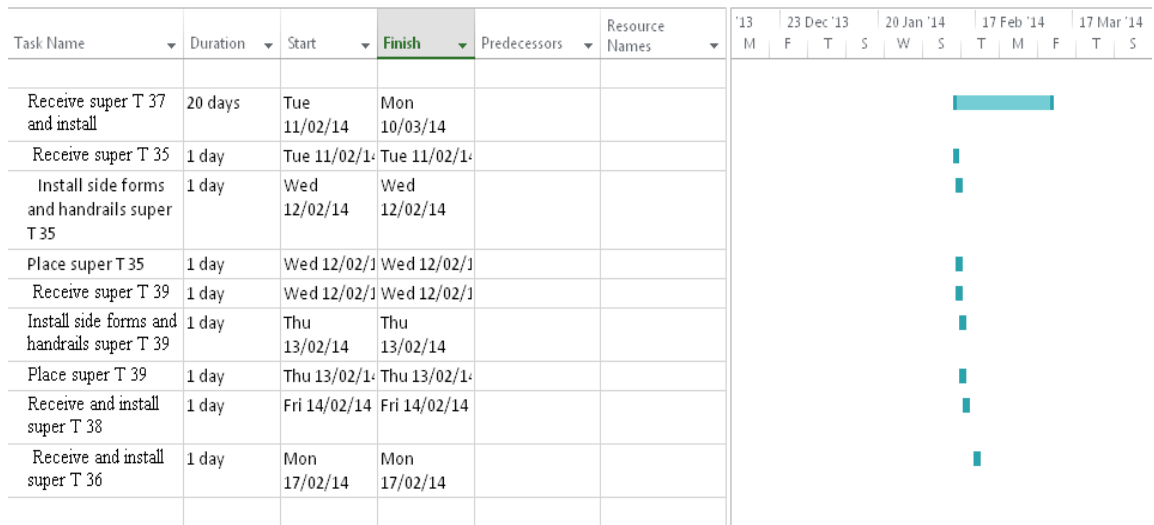 Task Name Duration Start Finish Predecessors Resource Names
'13 23 Dec '13 20 Jan '14 17 Feb '14 17 Mar '14
M F T S W S T M F T S
Receive super T 37 20 days Tue Mon
and install 11/02/14 10/03/14
Receive super T 35 1 day Tue 11/02/14 Tue 11/02/14
Install side forms 1 day Wed Wed
and handrails super 12/02/14 12/02/14
T 35
Place super T 35 1 day Wed 12/02/1 Wed 12/02/1
Receive super T 39 1 day Wed 12/02/1 Wed 12/02/1
Install side forms and 1 day Thu Thu
handrails super T 39 13/02/14 13/02/14
Place super T 39 1 day Thu 13/02/14 Thu 13/02/14
Receive and install 1 day Fri 14/02/14 Fri 14/02/14
super T 38
Receive and install 1 day Mon Mon
super T 36 17/02/14 17/02/14